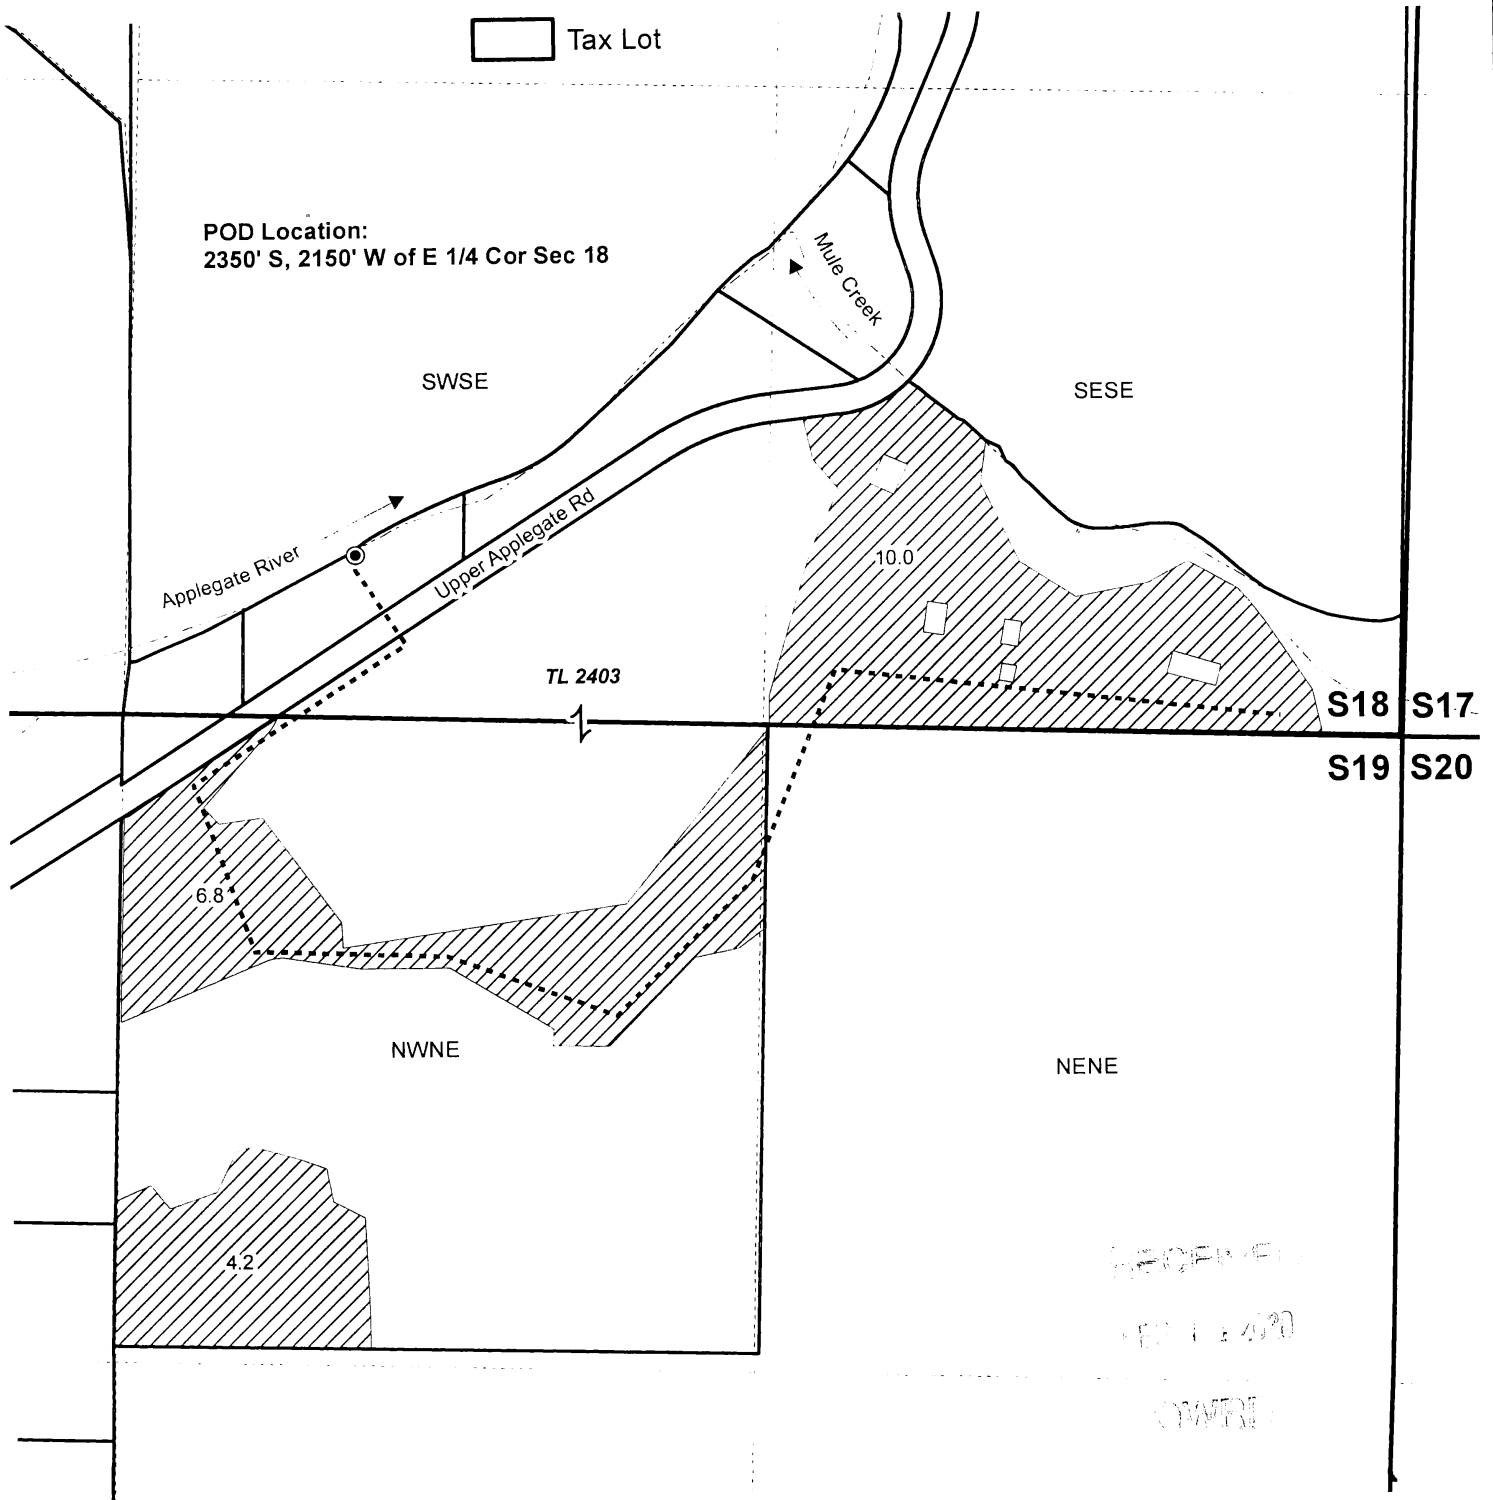 Tax Lot
POD Location:
2350' S, 2150' W of E 1/4 Cor Sec 18
Mule Creek
SWSE
SESE
Applegate River
Upper Applegate Rd
10.0
TL 2403
S18
S17
S19
S20
6.8
NWNE
NENE
4.2
OWRD